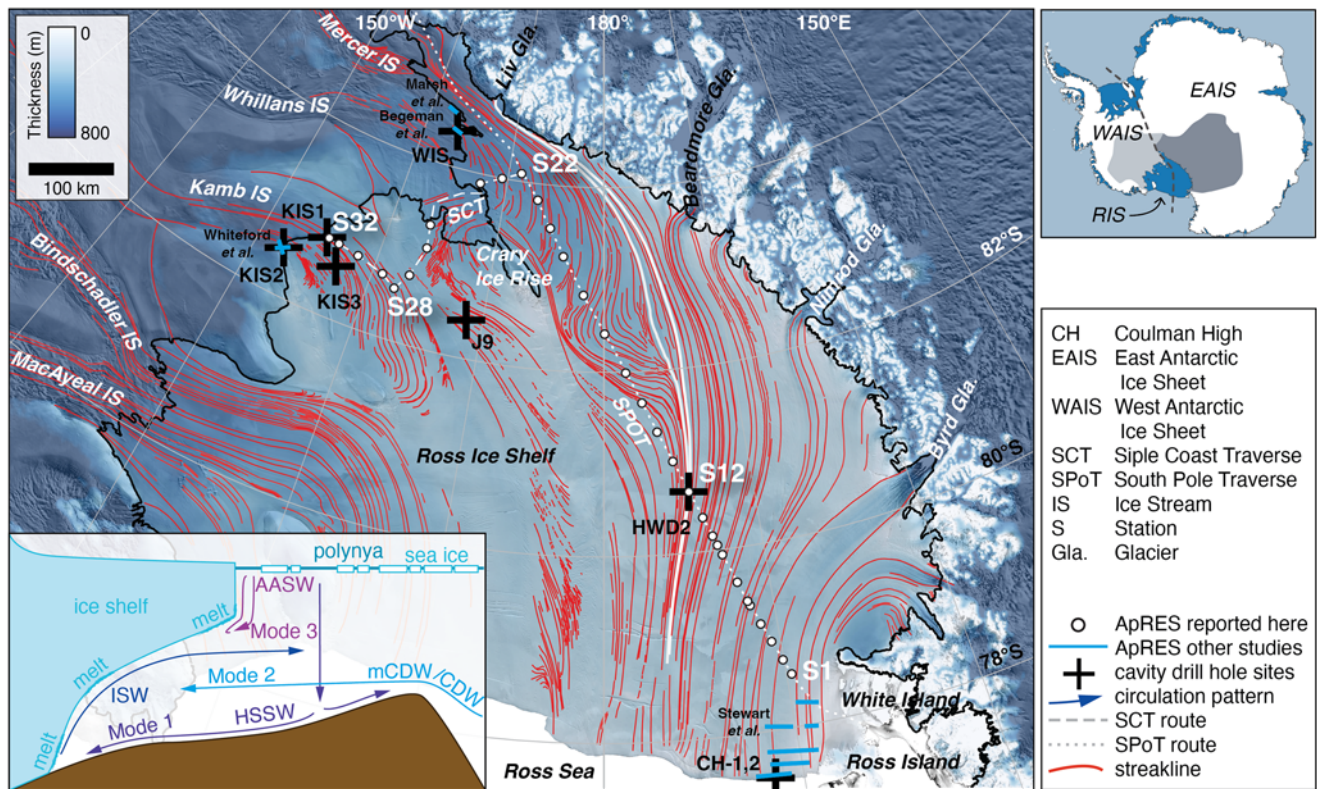 150°W
180°
150°E
0
Thickness (m)
800
100 km
Mercer IS
Liv Gla.
Marsh
et al.
Whillans IS
Begeman
et al.
WIS
Beardmore Gla.
S22
Kamb IS
KIS1
S32
SCT
Whiteford
et al.
KIS2
KIS3
Crary
Ice Rise
S28
J9
Nimrod Gla.
82°S
Bindschadler IS
MacAyeal IS
SPOT
Ross Ice Shelf
S12
HWD2
Byrd Gla.
80°S
S1
78°S
White Island
Stewart
et al.
CH-1,2
Ross Island
Ross Sea
polynya
sea ice
ice shelf
AASW
melt
Mode 3
melt
Mode 2
mCDW/CDW
ISW
Mode 1
HSSW
melt
EAIS
WAIS
RIS
CH Coulman High
EAIS East Antarctic
Ice Sheet
WAIS West Antarctic
Ice Sheet
SCT Siple Coast Traverse
SPoT South Pole Traverse
IS Ice Stream
S Station
Gla. Glacier
ApRES reported here
ApRES other studies
cavity drill hole sites
circulation pattern
SCT route
SPoT route
streakline